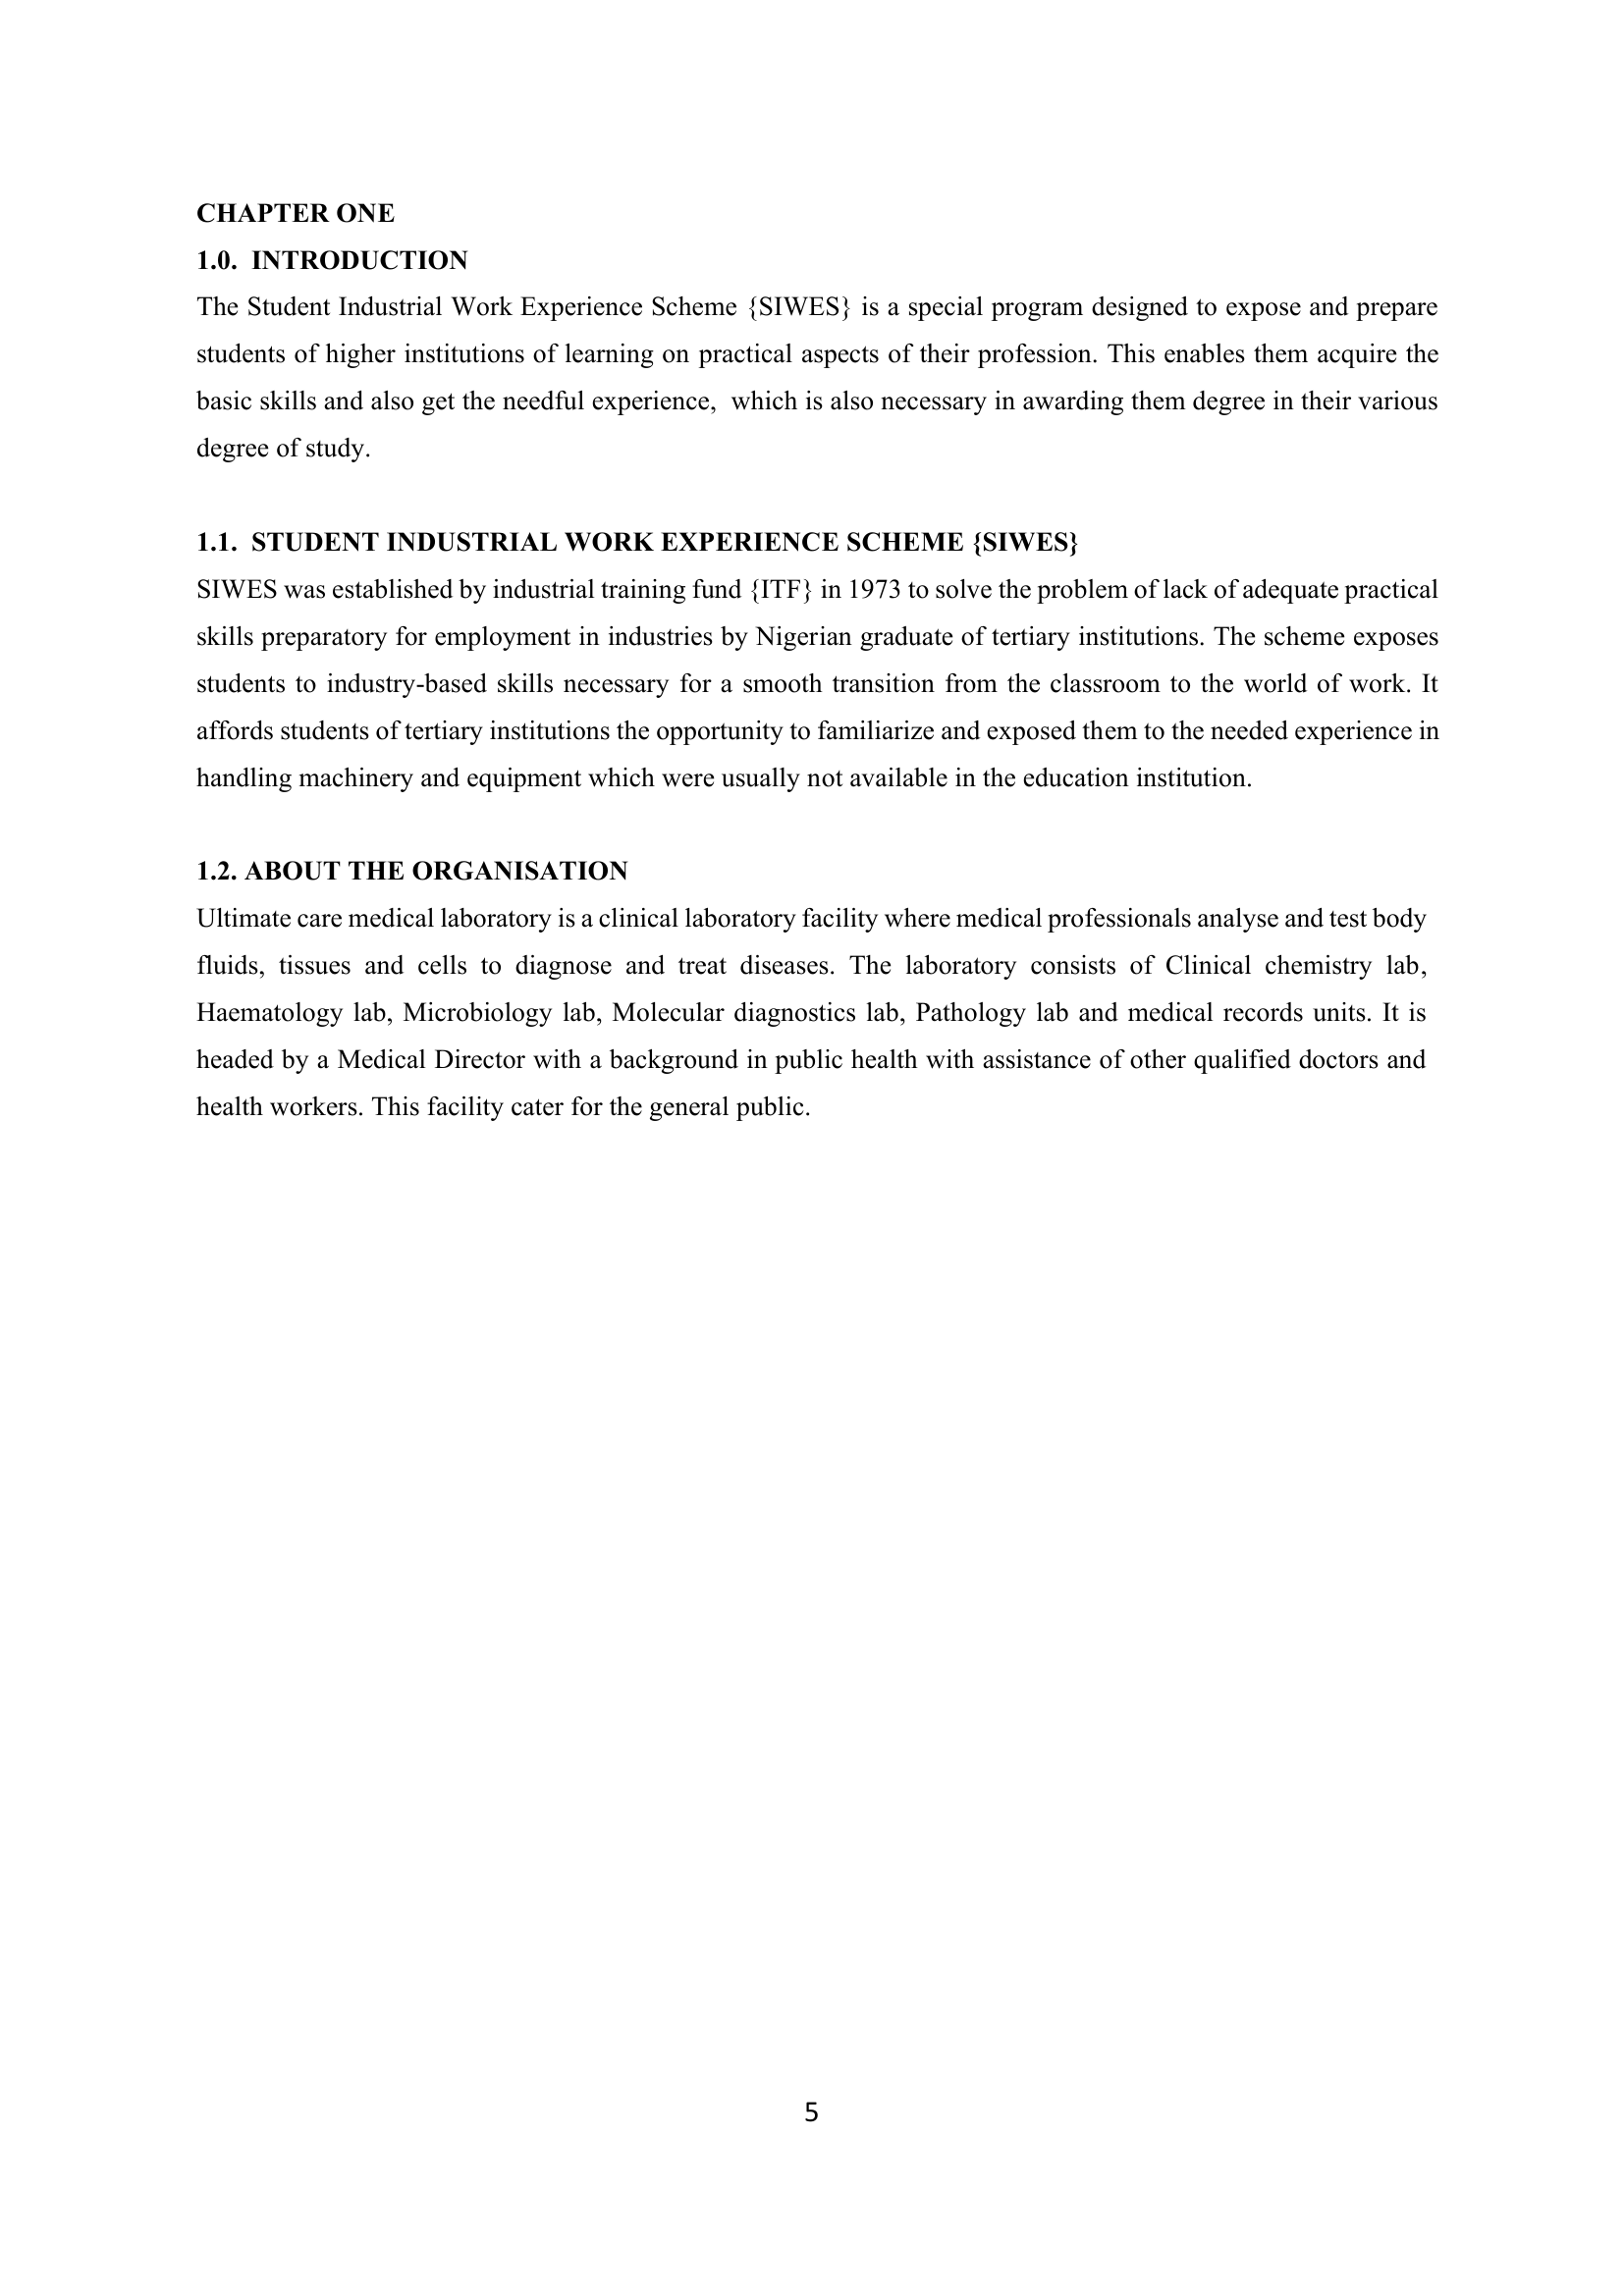 CHAPTER ONE
1.0.  INTRODUCTION
The Student Industrial Work Experience Scheme {SIWES} is a special program designed to expose and prepare
students of higher institutions of learning on practical aspects of their profession. This enables them acquire the
basic skills and also get the needful experience,  which is also necessary in awarding them degree in their various
degree of study.
1.1.  STUDENT INDUSTRIAL WORK EXPERIENCE SCHEME {SIWES}
SIWES was established by industrial training fund {ITF} in 1973 to solve the problem of lack of adequate practical
skills preparatory for employment in industries by Nigerian graduate of tertiary institutions. The scheme exposes
students to industry-based skills necessary for a smooth transition from the classroom to the world of work. It
affords students of tertiary institutions the opportunity to familiarize and exposed them to the needed experience in
handling machinery and equipment which were usually not available in the education institution.
1.2. ABOUT THE ORGANISATION
Ultimate care medical laboratory is a clinical laboratory facility where medical professionals analyse and test body
fluids, tissues and cells to diagnose and treat diseases. The laboratory consists of Clinical chemistry lab,
Haematology lab, Microbiology lab, Molecular diagnostics lab, Pathology lab and medical records units. It is
headed by a Medical Director with a background in public health with assistance of other qualified doctors and
health workers. This facility cater for the general public.
5